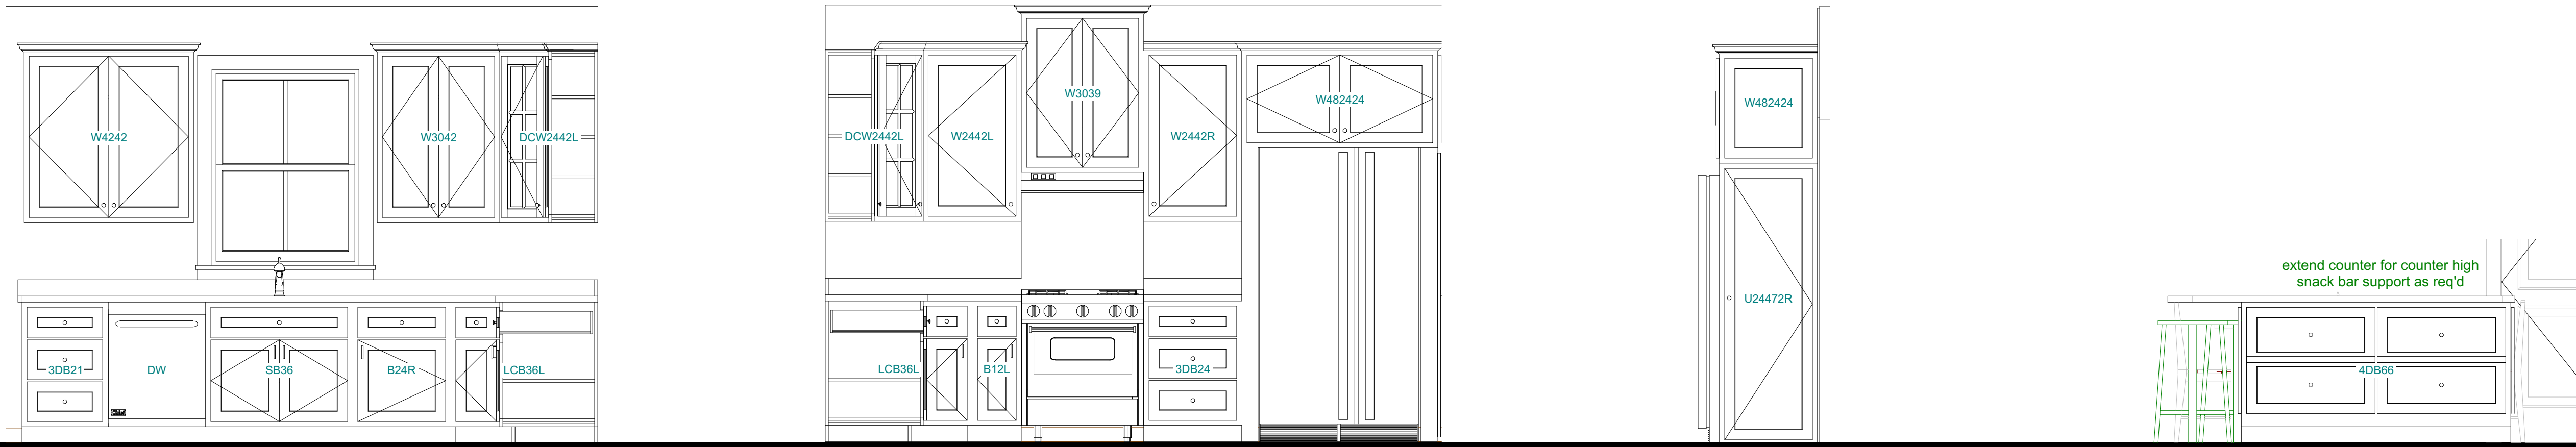 W4242
W3042
DCW2442L
3DB21
DW
SB36
B24R
LCB36L
DCW2442L
W2442L
W3039
W2442R
W482424
LCB36L
B12L
3DB24
W482424
U24472R
extend counter for counter high
snack bar support as req'd
4DB66